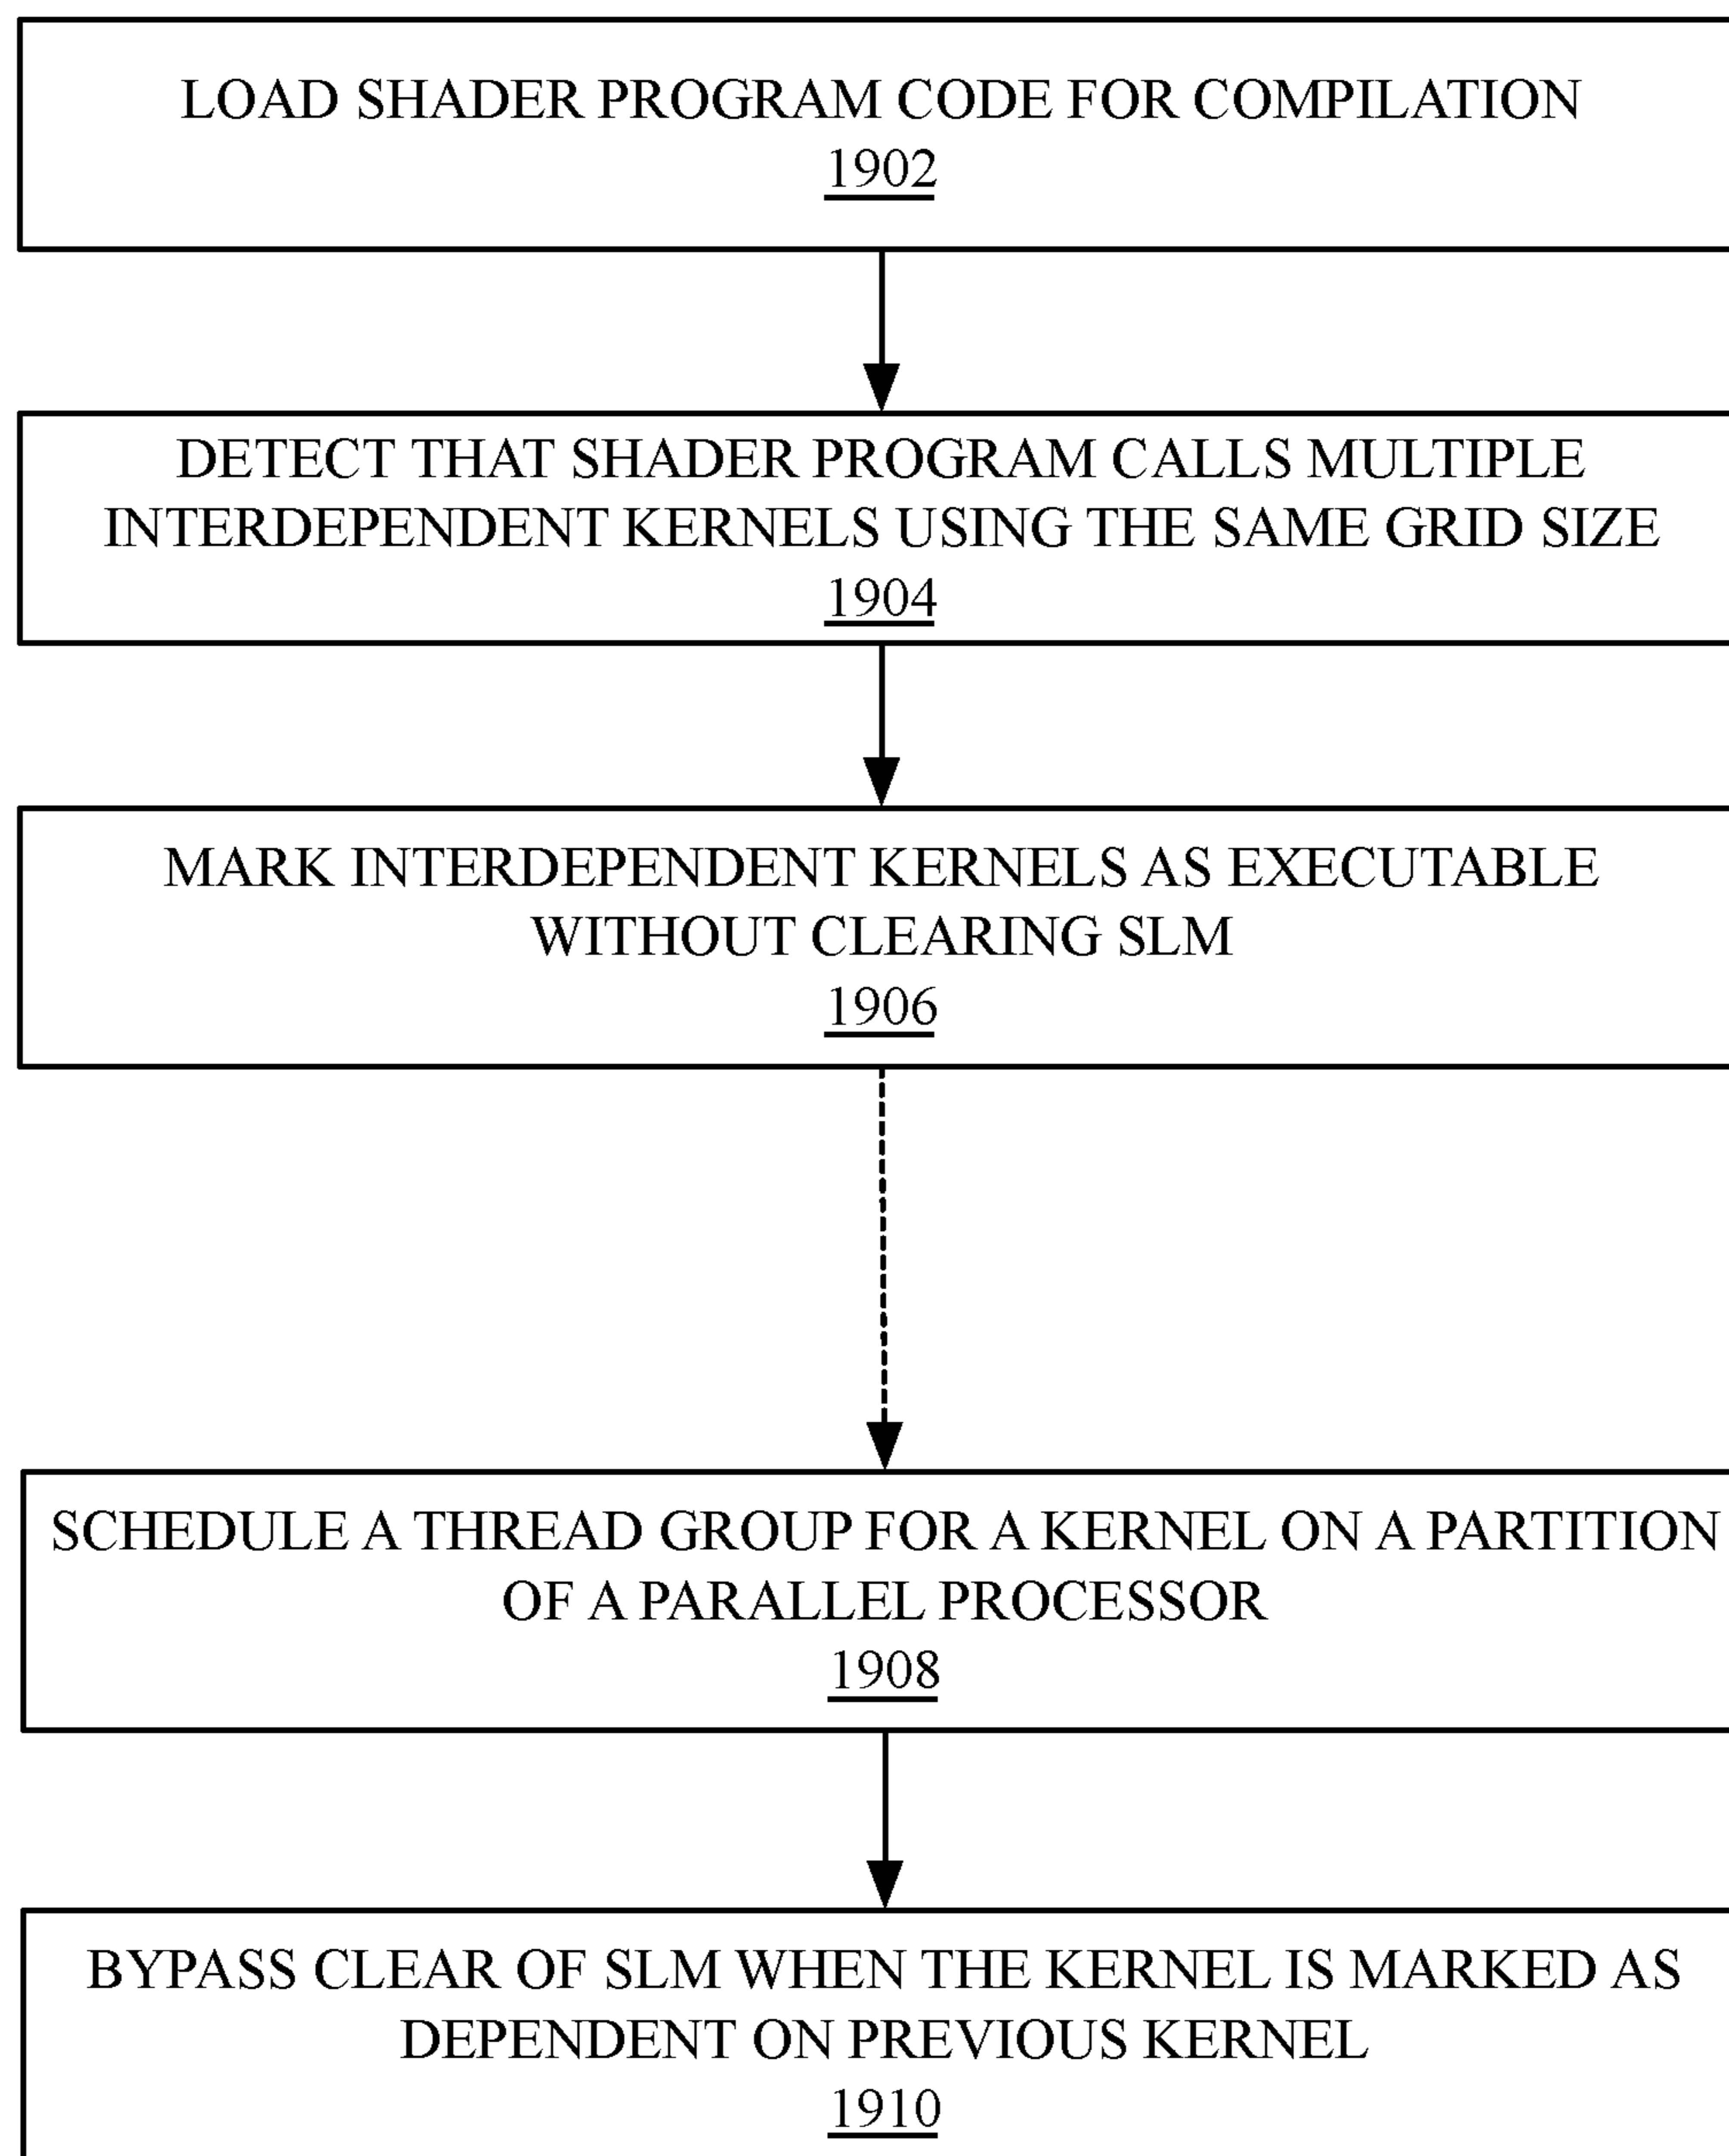 LOAD SHADER PROGRAM CODE FOR COMPILATION
1902
DETECT THAT SHADER PROGRAM CALLS MULTIPLE
INTERDEPENDENT KERNELS USING THE SAME GRID SIZE
1904
MARK INTERDEPENDENT KERNELS AS EXECUTABLE
WITHOUT CLEARING SLM
1906
SCHEDULE A THREAD GROUP FOR A KERNEL ON A PARTITION
OF A PARALLEL PROCESSOR
1908
BYPASS CLEAR OF SLM WHEN THE KERNEL IS MARKED AS
DEPENDENT ON PREVIOUS KERNEL
1910